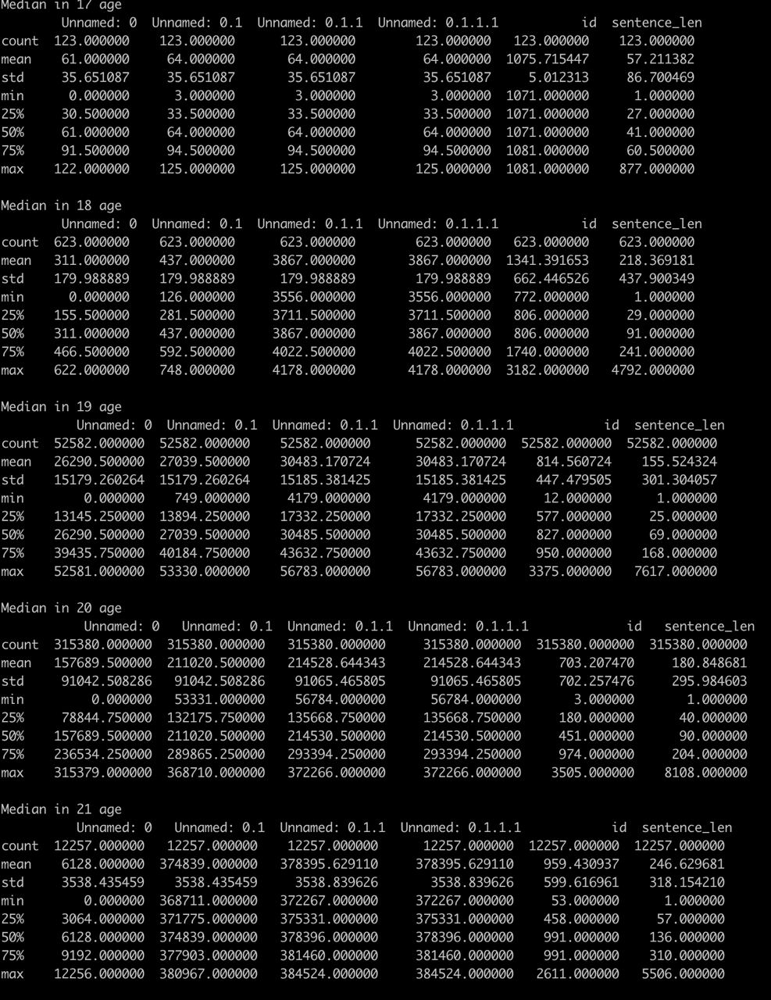 Median in 17 age
Unnamed: 0 Unnamed: 0.1 Unnamed: 0.1.1 Unnamed: 0.1.1.1 id sentence_len
count 123.000000 123.000000 123.000000 123.000000 123.000000 123.000000
mean 61.000000 64.000000 64.000000 64.000000 1075.715447 57.211382
std 35.651087 35.651087 35.651087 35.651087 5.012313 86.700469
min 0.000000 3.000000 3.000000 3.000000 1071.000000 1.000000
25% 30.500000 33.500000 33.500000 33.500000 1071.000000 27.000000
50% 61.000000 64.000000 64.000000 64.000000 1071.000000 41.000000
75% 91.500000 94.500000 94.500000 94.500000 1081.000000 60.500000
max 122.000000 125.000000 125.000000 125.000000 1081.000000 877.000000
Median in 18 age
Unnamed: 0 Unnamed: 0.1 Unnamed: 0.1.1 Unnamed: 0.1.1.1 id sentence_len
count 623.000000 623.000000 623.000000 623.000000 623.000000 623.000000
mean 311.000000 437.000000 3867.000000 3867.000000 1341.391653 218.369181
std 179.988889 179.988889 179.988889 179.988889 662.446526 437.900349
min 0.000000 126.000000 3556.000000 3556.000000 772.000000 1.000000
25% 155.500000 281.500000 3711.500000 3711.500000 806.000000 29.000000
50% 311.000000 437.000000 3867.000000 3867.000000 806.000000 91.000000
75% 466.500000 592.500000 4022.500000 4022.500000 1740.000000 241.000000
max 622.000000 748.000000 4178.000000 4178.000000 3182.000000 4792.000000
Median in 19 age
Unnamed: 0 Unnamed: 0.1 Unnamed: 0.1.1 Unnamed: 0.1.1.1 id sentence_len
count 52582.000000 52582.000000 52582.000000 52582.000000 52582.000000 52582.000000
mean 26290.500000 27039.500000 30483.170724 30483.170724 814.560724 155.524324
std 15179.260264 15179.260264 15185.381425 15185.381425 447.479505 301.304057
min 0.000000 749.000000 4179.000000 4179.000000 12.000000 1.000000
25% 13145.250000 13894.250000 17332.250000 17332.250000 577.000000 25.000000
50% 26290.500000 27039.500000 30485.500000 30485.500000 827.000000 69.000000
75% 39435.750000 40184.750000 43632.750000 43632.750000 950.000000 168.000000
max 52581.000000 53330.000000 56783.000000 56783.000000 3375.000000 7617.000000
Median in 20 age
Unnamed: 0 Unnamed: 0.1 Unnamed: 0.1.1 Unnamed: 0.1.1.1 id sentence_len
count 315380.000000 315380.000000 315380.000000 315380.000000 315380.000000 315380.000000
mean 157689.500000 211020.500000 214528.644343 214528.644343 703.207470 180.848681
std 91042.508286 91042.508286 91065.465805 91065.465805 702.257476 295.984603
min 0.000000 53331.000000 56784.000000 56784.000000 3.000000 1.000000
25% 78844.750000 132175.750000 135668.750000 135668.750000 180.000000 40.000000
50% 157689.500000 211020.500000 214530.500000 214530.500000 451.000000 90.000000
75% 236534.250000 289865.250000 293394.250000 293394.250000 974.000000 204.000000
max 315379.000000 368710.000000 372266.000000 372266.000000 3505.000000 8108.000000
Median in 21 age
Unnamed: 0 Unnamed: 0.1 Unnamed: 0.1.1 Unnamed: 0.1.1.1 id sentence_len
count 12257.000000 12257.000000 12257.000000 12257.000000 12257.000000 12257.000000
mean 6128.000000 374839.000000 378395.629110 378395.629110 959.430937 246.629681
std 3538.435459 3538.435459 3538.839626 3538.839626 599.616961 318.154210
min 0.000000 368711.000000 372267.000000 372267.000000 53.000000 1.000000
25% 3064.000000 371775.000000 375331.000000 375331.000000 458.000000 57.000000
50% 6128.000000 374839.000000 378396.000000 378396.000000 991.000000 136.000000
75% 9192.000000 377903.000000 381460.000000 381460.000000 991.000000 310.000000
max 12256.000000 380967.000000 384524.000000 384524.000000 2611.000000 5506.000000